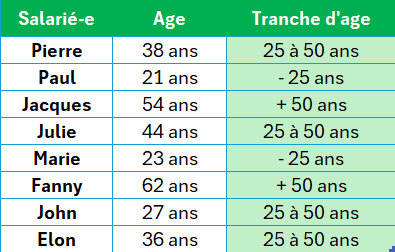 Salarié-e Age Tranche d'age
Pierre 38 ans 25 à 50 ans
Paul 21 ans - 25 ans
Jacques 54 ans + 50 ans
Julie 44 ans 25 à 50 ans
Marie 23 ans - 25 ans
Fanny 62 ans + 50 ans
John 27 ans 25 à 50 ans
Elon 36 ans 25 à 50 ans